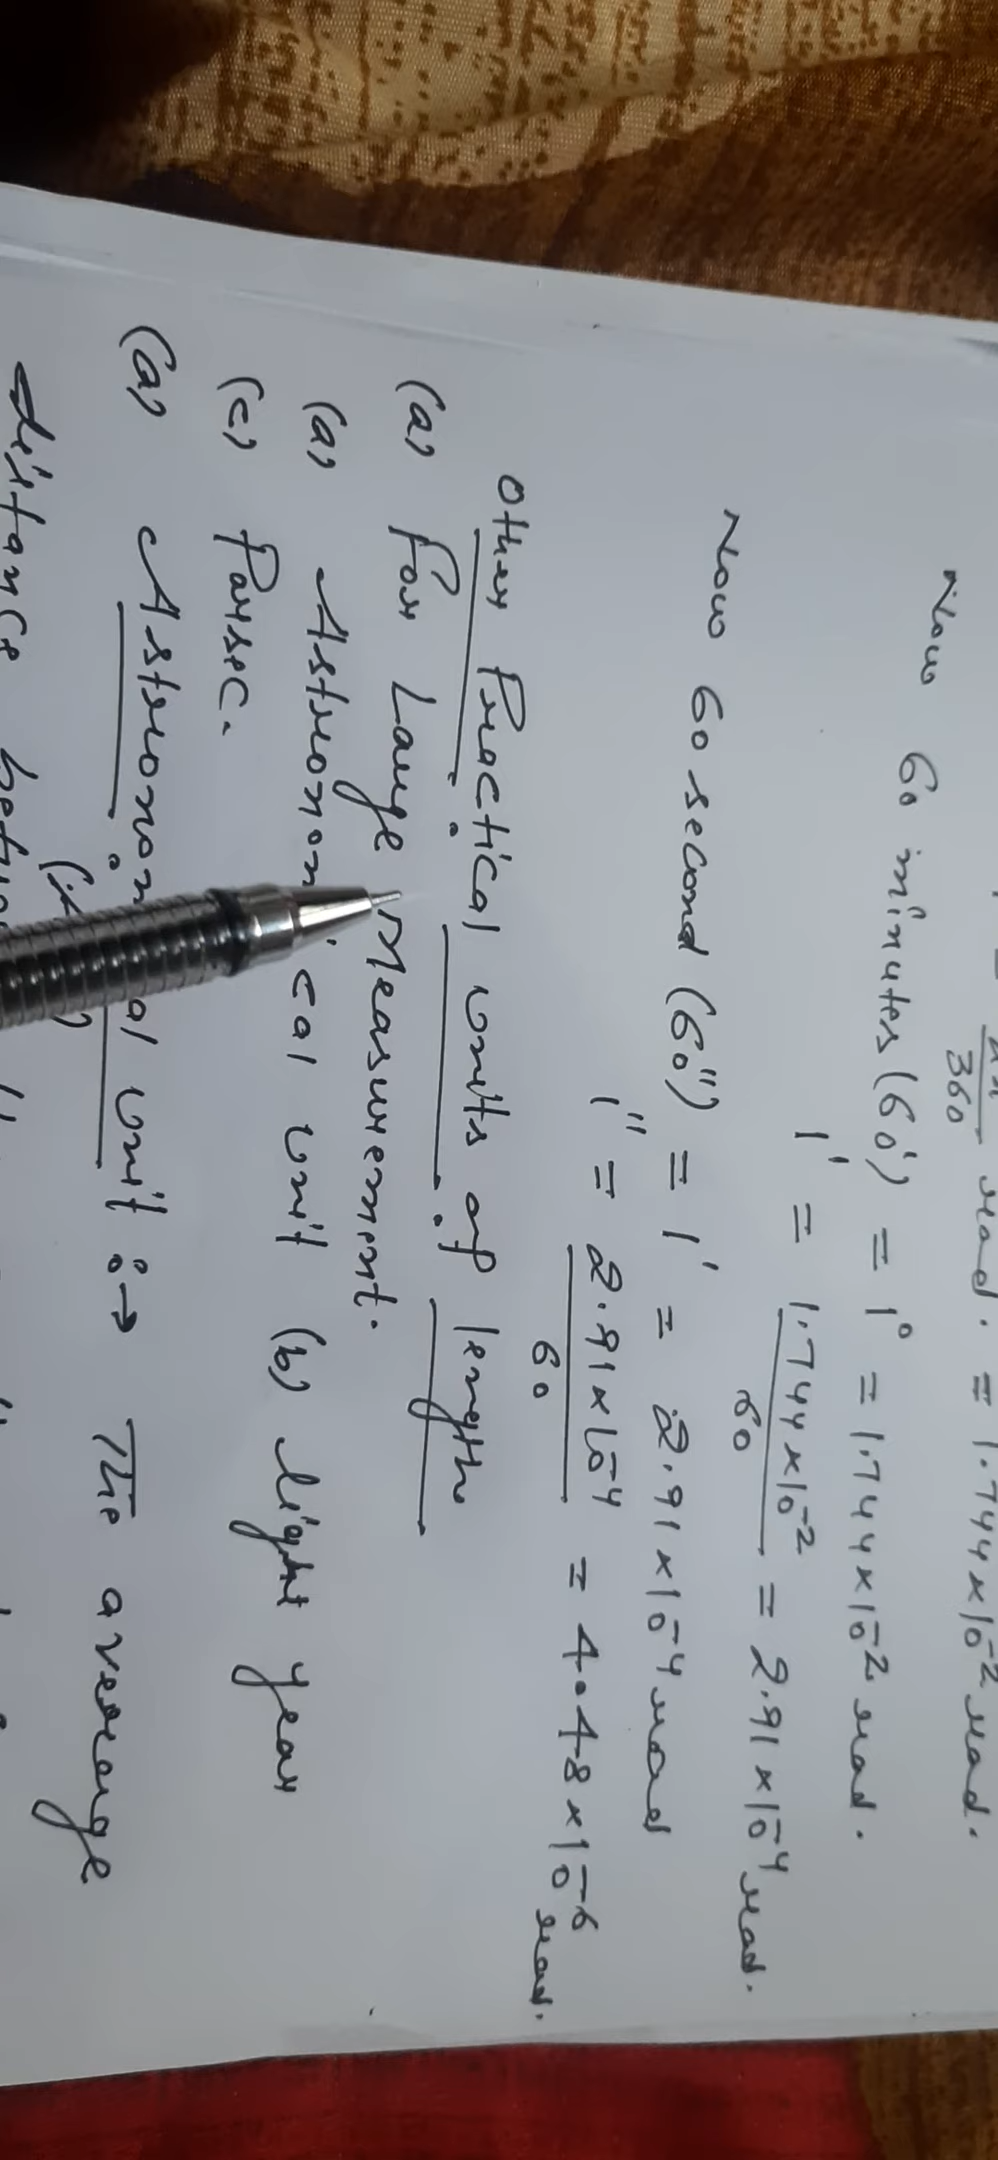 2π/360 rad. = 1.744×10⁻² rad.
Now 60 minutes (60') = 1° = 1.744×10⁻² rad.
1' = 1.744×10⁻²/60 = 2.91×10⁻⁴ rad.
Now 60 second (60") = 1' = 2.91×10⁻⁴ rad
1" = 2.91×10⁻⁴/60 = 4.48×10⁻⁶ rad.
Other Practical units of length
(a) For Large Measurement.
(a) Astronomical unit (b) light year
(c) Parsec.
(a) Astronomical unit :→ The average
distance